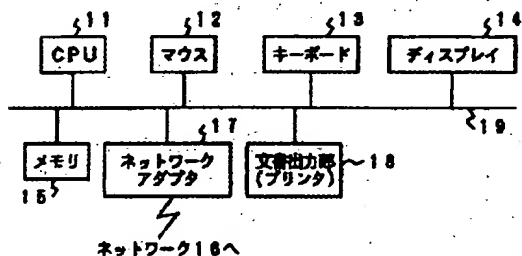 11
12
13
14
CPU
マウス
キーボード
ディスプレイ
19
17
メモリ
ネットワーク
アダプタ
文書出力部
(プリンタ)
18
15
ネットワーク16へ